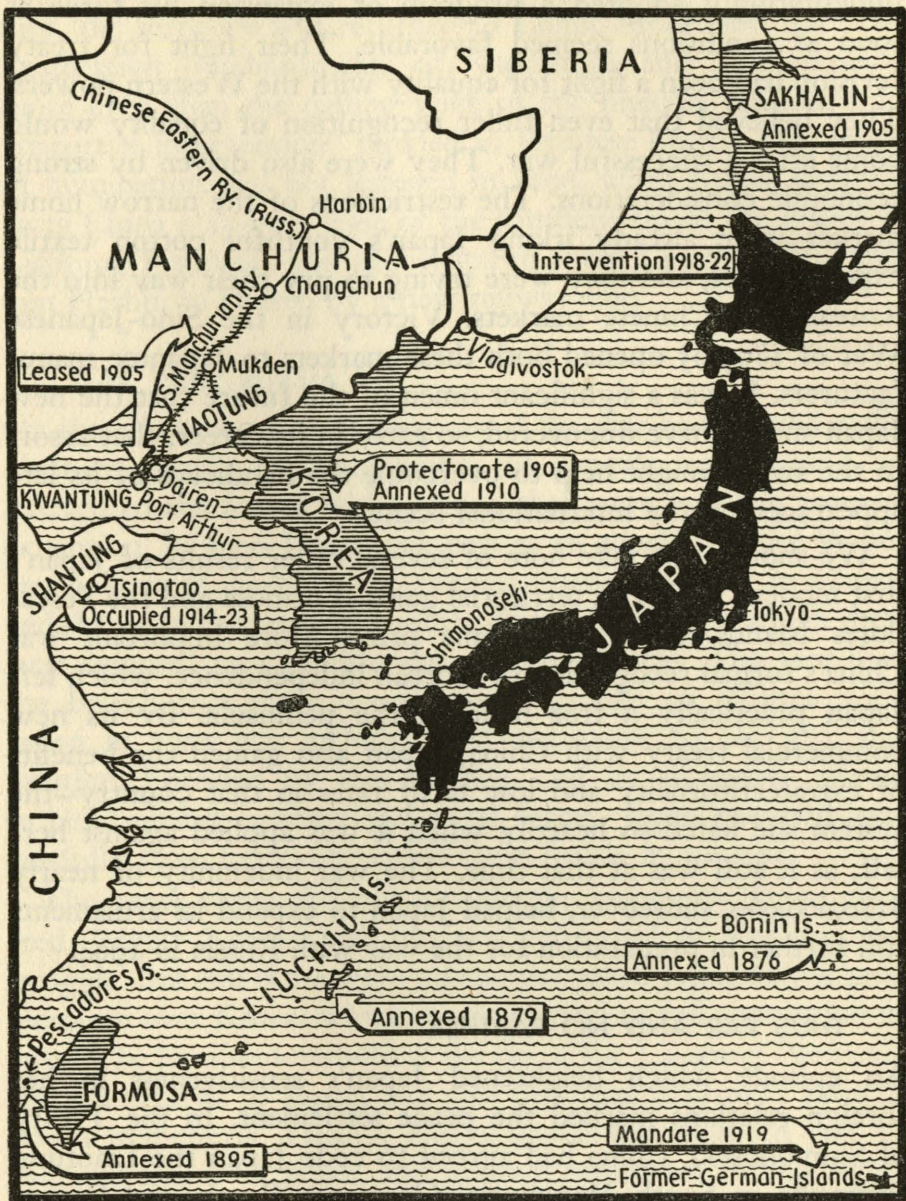 SIBERIA
SAKHALIN
Annexed 1905
Chinese Eastern Ry. (Russ.)
Harbin
MANCHURIA
Intervention 1918-22
Changchun
S. Manchurian Ry.
Leased 1905
Mukden
Vladivostok
LIAOTUNG
KOREA
Protectorate 1905
Annexed 1910
KWANTUNG
Dairen
Port Arthur
SHANTUNG
Tsingtao
Occupied 1914-23
JAPAN
Tokyo
Shimonoseki
CHINA
LIUCHIU Is.
Annexed 1879
Bonin Is.
Annexed 1876
Pescadores Is.
FORMOSA
Annexed 1895
Mandate 1919
Former German Islands